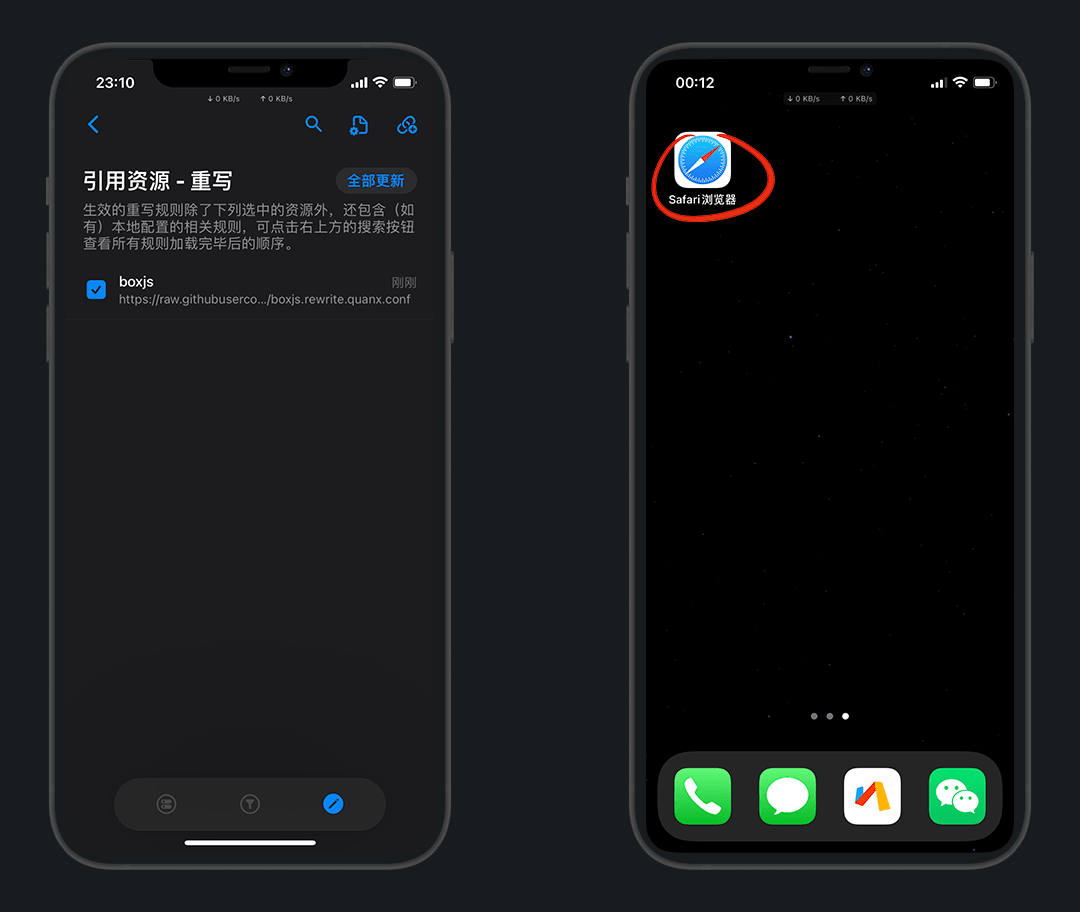 23:10
↓ 0 KB/s ↑ 0 KB/s
引用资源 - 重写
全部更新
生效的重写规则除了下列选中的资源外，还包含（如
有）本地配置的相关规则，可点击右上方的搜索按钮
查看所有规则加载完毕后的顺序。
boxjs
刚刚
https://raw.githubuserco.../boxjs.rewrite.quanx.conf
00:12
↓ 0 KB/s ↑ 0 KB/s
Safari浏览器